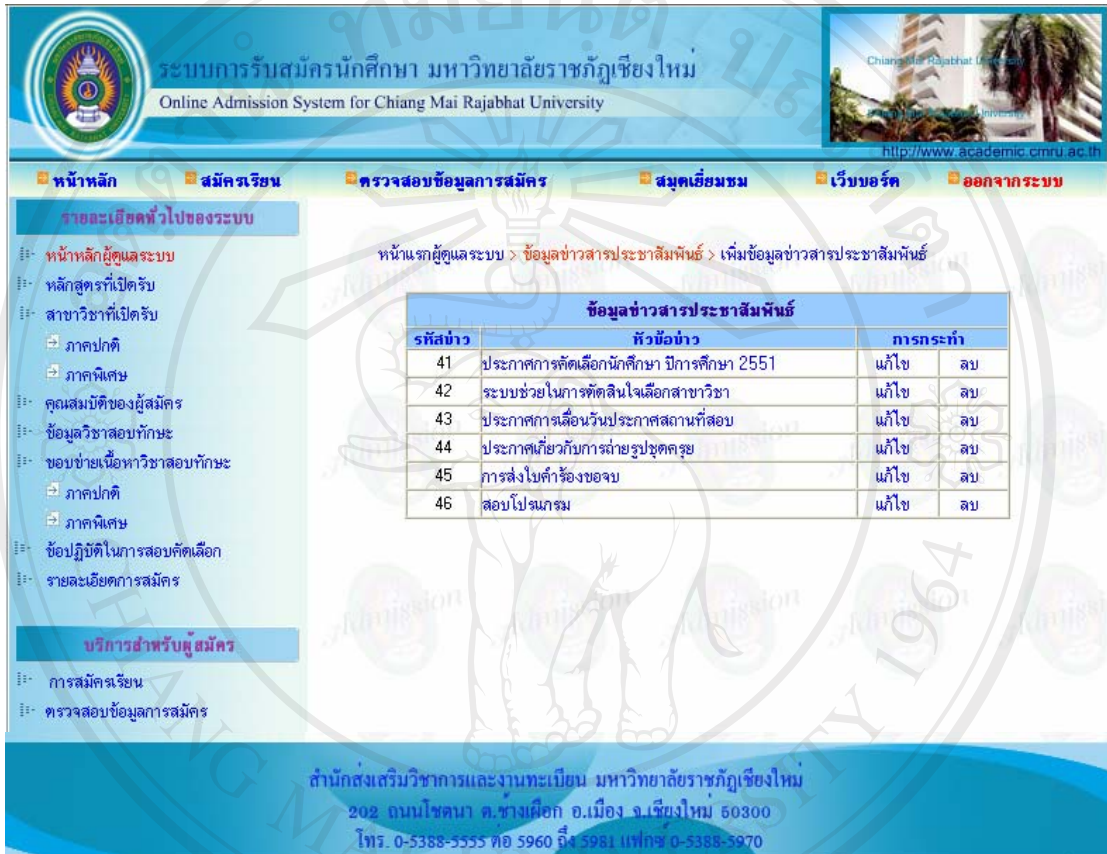 ระบบการรับสมัครนักศึกษา มหาวิทยาลัยราชภัฏเชียงใหม่
Online Admission System for Chiang Mai Rajabhat University
Chiang Mai Rajabhat University
http://www.academic.cmru.ac.th
หน้าหลัก สมัครเรียน ตรวจสอบข้อมูลการสมัคร สมุดเยี่ยมชม เว็บบอร์ด ออกจากระบบ
รายละเอียดทั่วไปของระบบ
หน้าหลักผู้ดูแลระบบ
หลักสูตรที่เปิดรับ
สาขาวิชาที่เปิดรับ
ภาคปกติ
ภาคพิเศษ
คุณสมบัติของผู้สมัคร
ข้อมูลวิชาสอบทักษะ
ขอบข่ายเนื้อหาวิชาสอบทักษะ
ภาคปกติ
ภาคพิเศษ
ข้อปฏิบัติในการสอบคัดเลือก
รายละเอียดการสมัคร
บริการสำหรับผู้สมัคร
การสมัครเรียน
ตรวจสอบข้อมูลการสมัคร
หน้าแรกผู้ดูแลระบบ > ข้อมูลข่าวสารประชาสัมพันธ์ > เพิ่มข้อมูลข่าวสารประชาสัมพันธ์
ข้อมูลข่าวสารประชาสัมพันธ์
รหัสข่าว หัวข้อข่าว การกระทำ
41 ประกาศการคัดเลือกนักศึกษา ปีการศึกษา 2551 แก้ไข ลบ
42 ระบบช่วยในการตัดสินใจเลือกสาขาวิชา แก้ไข ลบ
43 ประกาศการเลื่อนวันประกาศสถานที่สอบ แก้ไข ลบ
44 ประกาศเกี่ยวกับการถ่ายรูปชุดครุย แก้ไข ลบ
45 การส่งใบคำร้องขอจบ แก้ไข ลบ
46 สอบโปรแกรม แก้ไข ลบ
สำนักส่งเสริมวิชาการและงานทะเบียน มหาวิทยาลัยราชภัฏเชียงใหม่
202 ถนนโชตนา ต.ช้างเผือก อ.เมือง จ.เชียงใหม่ 50300
โทร. 0-5388-5555 ต่อ 5960 ถึง 5981 แฟกซ์ 0-5388-5970